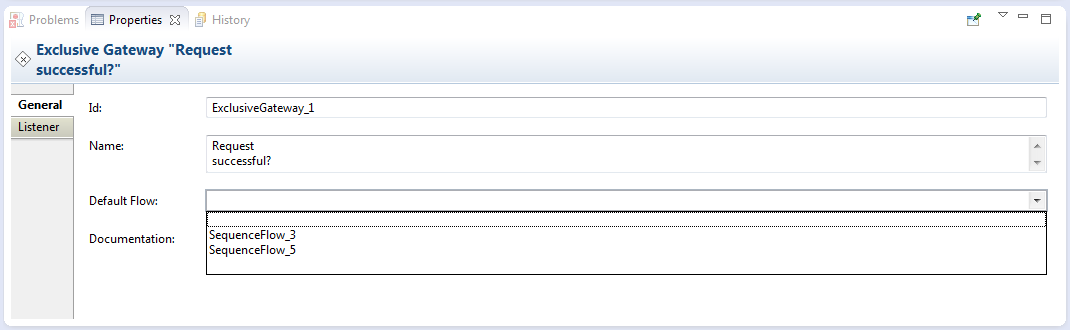 Problems Properties History
Exclusive Gateway "Request
successful?"
General
Listener
Id: ExclusiveGateway_1
Name: Request
successful?
Default Flow:
SequenceFlow_3
SequenceFlow_5
Documentation: